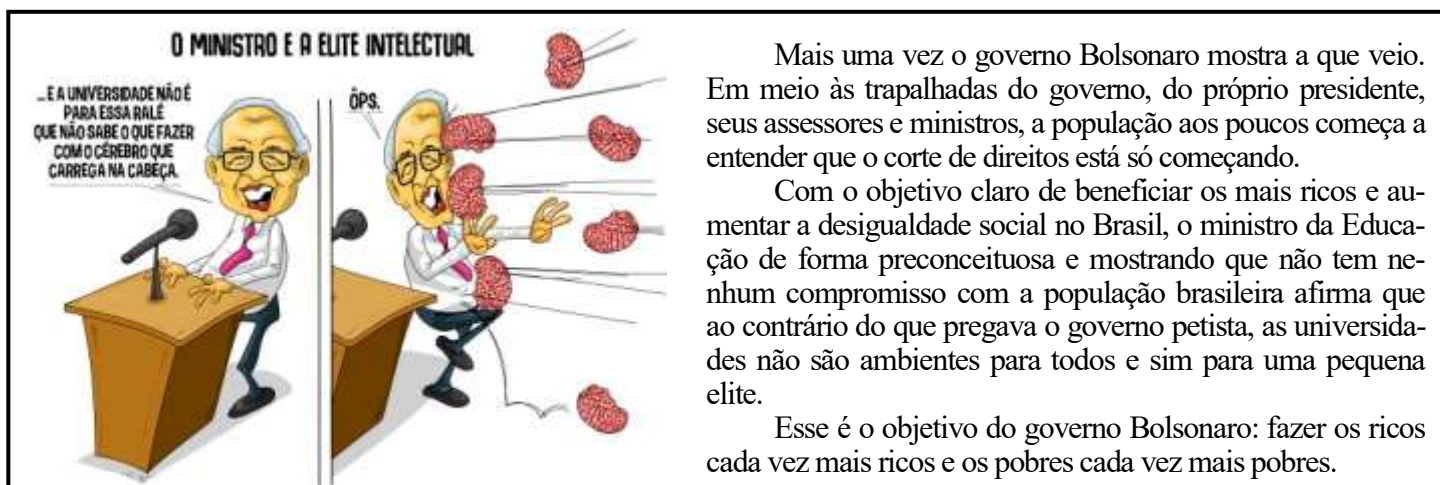 O MINISTRO E A ELITE INTELECTUAL
...E A UNIVERSIDADE NÃO É
PARA ESSA RALÉ
QUE NÃO SABE O QUE FAZER
COM O CÉREBRO QUE
CARREGA NA CABEÇA.
ÔPS.
Mais uma vez o governo Bolsonaro mostra a que veio.
Em meio às trapalhadas do governo, do próprio presidente,
seus assessores e ministros, a população aos poucos começa a
entender que o corte de direitos está só começando.
Com o objetivo claro de beneficiar os mais ricos e au-
mentar a desigualdade social no Brasil, o ministro da Educa-
ção de forma preconceituosa e mostrando que não tem ne-
nhum compromisso com a população brasileira afirma que
ao contrário do que pregava o governo petista, as universida-
des não são ambientes para todos e sim para uma pequena
elite.
Esse é o objetivo do governo Bolsonaro: fazer os ricos
cada vez mais ricos e os pobres cada vez mais pobres.